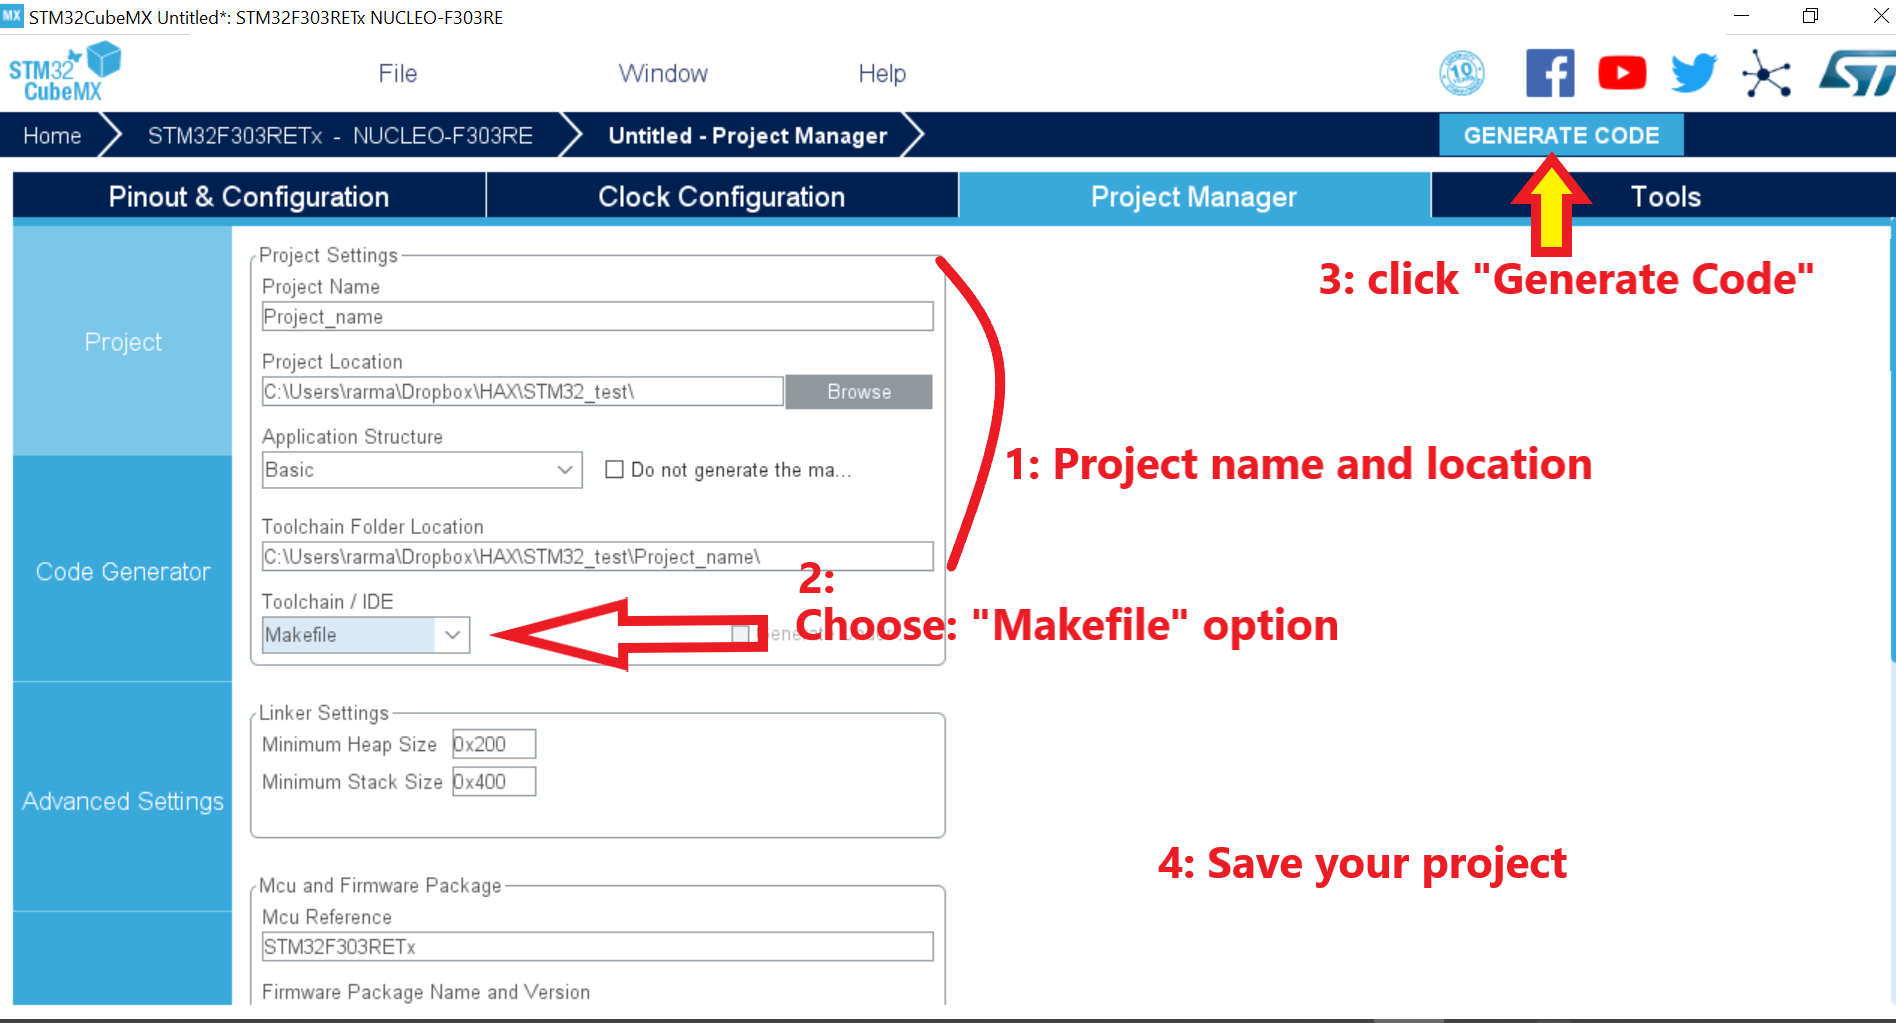 MX STM32CubeMX Untitled*: STM32F303RETx NUCLEO-F303RE
STM32
CubeMX
File Window Help
10
Home STM32F303RETx - NUCLEO-F303RE Untitled - Project Manager GENERATE CODE
Pinout & Configuration Clock Configuration Project Manager Tools
3: click "Generate Code"
Project
Code Generator
Advanced Settings
Project Settings
Project Name
Project_name
Project Location
C:\Users\rarma\Dropbox\HAX\STM32_test\ Browse
Application Structure
Basic Do not generate the ma...
1: Project name and location
Toolchain Folder Location
C:\Users\rarma\Dropbox\HAX\STM32_test\Project_name\
Toolchain / IDE
Makefile
2:
Choose: "Makefile" option
Linker Settings
Minimum Heap Size 0x200
Minimum Stack Size 0x400
4: Save your project
Mcu and Firmware Package
Mcu Reference
STM32F303RETx
Firmware Package Name and Version